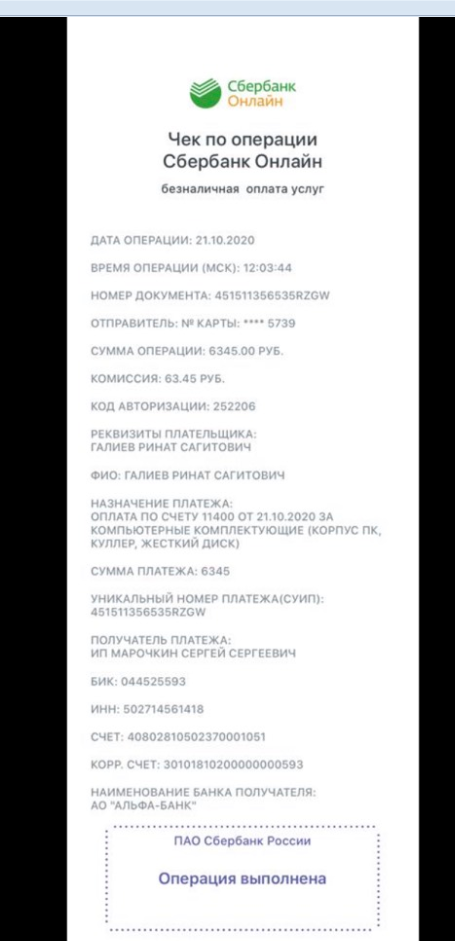 Сбербанк
Онлайн
Чек по операции
Сбербанк Онлайн
безналичная оплата услуг
ДАТА ОПЕРАЦИИ: 21.10.2020
ВРЕМЯ ОПЕРАЦИИ (МСК): 12:03:44
НОМЕР ДОКУМЕНТА: 451511356535RZGW
ОТПРАВИТЕЛЬ: № КАРТЫ: **** 5739
СУММА ОПЕРАЦИИ: 6345.00 РУБ.
КОМИССИЯ: 63.45 РУБ.
КОД АВТОРИЗАЦИИ: 252206
РЕКВИЗИТЫ ПЛАТЕЛЬЩИКА:
ГАЛИЕВ РИНАТ САГИТОВИЧ
ФИО: ГАЛИЕВ РИНАТ САГИТОВИЧ
НАЗНАЧЕНИЕ ПЛАТЕЖА:
ОПЛАТА ПО СЧЕТУ 11400 ОТ 21.10.2020 ЗА
КОМПЬЮТЕРНЫЕ КОМПЛЕКТУЮЩИЕ (КОРПУС ПК,
КУЛЛЕР, ЖЕСТКИЙ ДИСК)
СУММА ПЛАТЕЖА: 6345
УНИКАЛЬНЫЙ НОМЕР ПЛАТЕЖА(СУИП):
451511356535RZGW
ПОЛУЧАТЕЛЬ ПЛАТЕЖА:
ИП МАРОЧКИН СЕРГЕЙ СЕРГЕЕВИЧ
БИК: 044525593
ИНН: 502714561418
СЧЕТ: 40802810502370001051
КОРР. СЧЕТ: 30101810200000000593
НАИМЕНОВАНИЕ БАНКА ПОЛУЧАТЕЛЯ:
АО "АЛЬФА-БАНК"
ПАО Сбербанк России
Операция выполнена